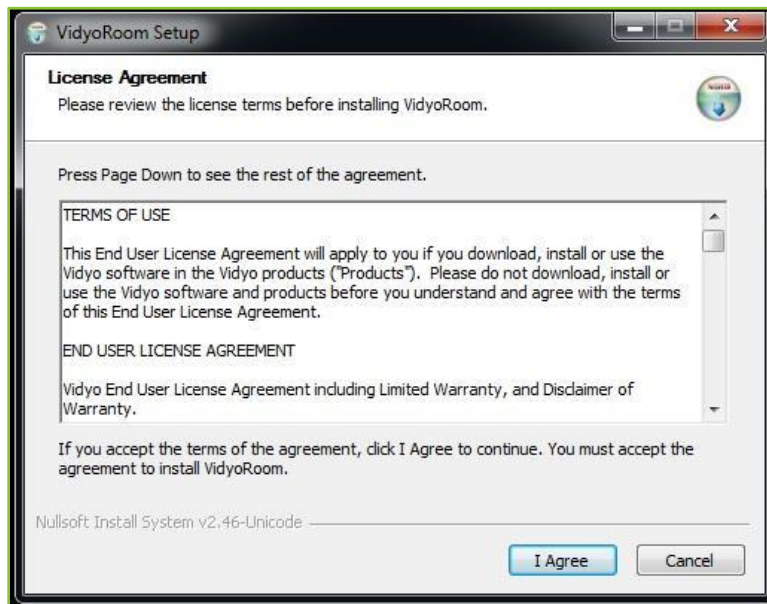 VidyoRoom Setup
License Agreement
Please review the license terms before installing VidyoRoom.
Press Page Down to see the rest of the agreement.
TERMS OF USE
This End User License Agreement will apply to you if you download, install or use the
Vidyo software in the Vidyo products ("Products"). Please do not download, install or
use the Vidyo software and products before you understand and agree with the terms
of this End User License Agreement.
END USER LICENSE AGREEMENT
Vidyo End User License Agreement including Limited Warranty, and Disclaimer of
Warranty.
If you accept the terms of the agreement, click I Agree to continue. You must accept the
agreement to install VidyoRoom.
Nullsoft Install System v2.46-Unicode
I Agree
Cancel